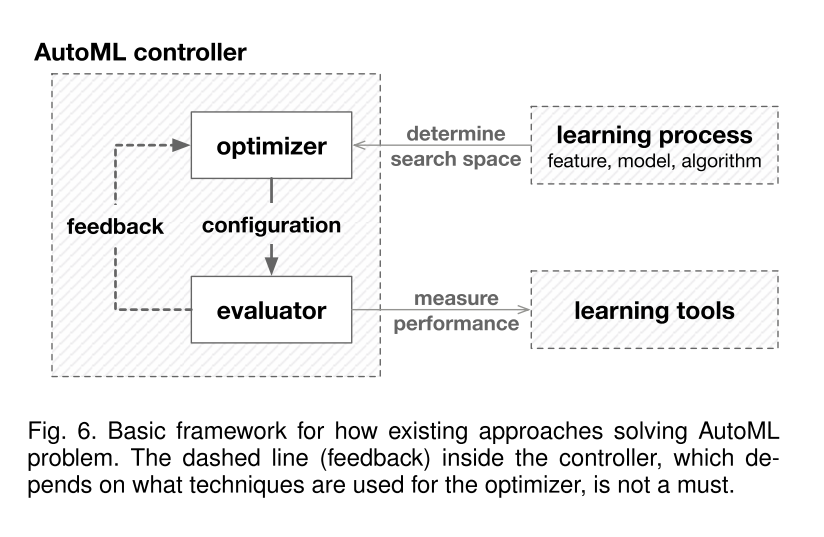 AutoML controller
optimizer
determine
search space
learning process
feature, model, algorithm
feedback
configuration
evaluator
measure
performance
learning tools
Fig. 6. Basic framework for how existing approaches solving AutoML
problem. The dashed line (feedback) inside the controller, which de-
pends on what techniques are used for the optimizer, is not a must.